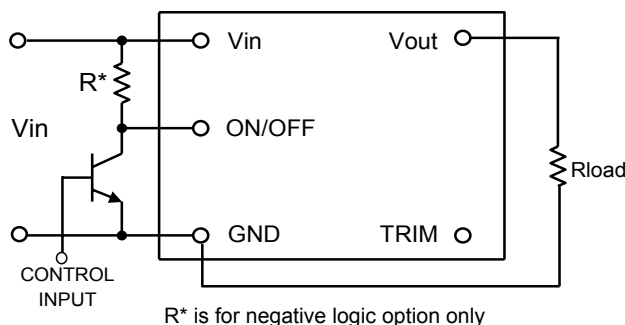 Vin
Vout
R*
Vin
ON/OFF
Rload
GND
TRIM
CONTROL
INPUT
R* is for negative logic option only